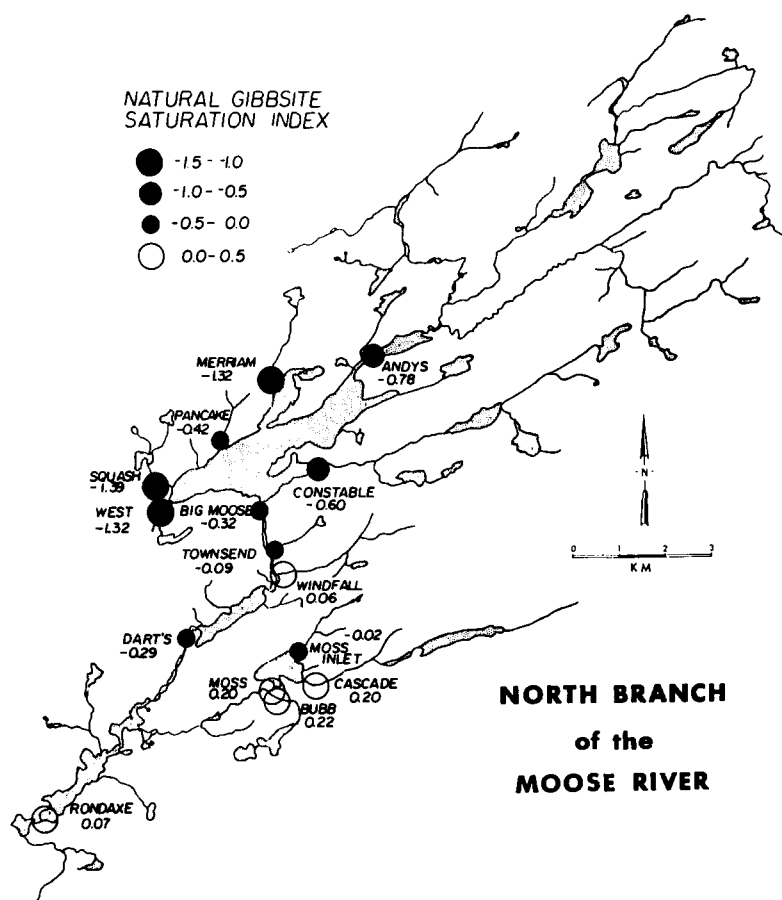 NATURAL GIBBSITE
SATURATION INDEX
-1.5 - -1.0
-1.0 - -0.5
-0.5 - 0.0
0.0 - 0.5
MERRIAM
-1.32
ANDYS
-0.78
PANCAKE
-0.42
SQUASH
-1.39
CONSTABLE
-0.60
WEST
-1.32
BIG MOOSE
-0.32
-N-
TOWNSEND
-0.09
0 1 2 3
KM
WINDFALL
0.06
DART'S
-0.29
-0.02
MOSS
INLET
MOSS
0.20
CASCADE
0.20
BUBB
0.22
NORTH BRANCH
of the
MOOSE RIVER
RONDAXE
0.07